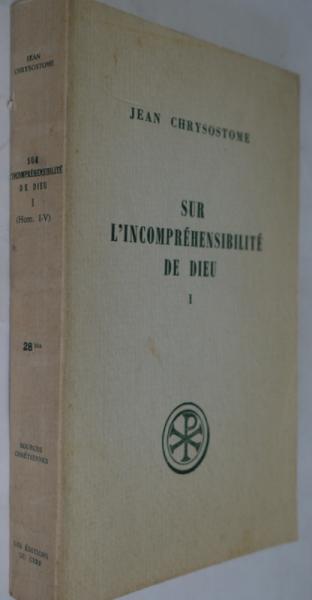 JEAN
CHRYSOSTOME
SUR
L'INCOMPRÉHENSIBILITÉ
DE DIEU
I
(Hom. I-V)
28 bis
SOURCES
CHRÉTIENNES
LES ÉDITIONS
DU CERF
JEAN CHRYSOSTOME
SUR
L'INCOMPRÉHENSIBILITÉ
DE DIEU
I